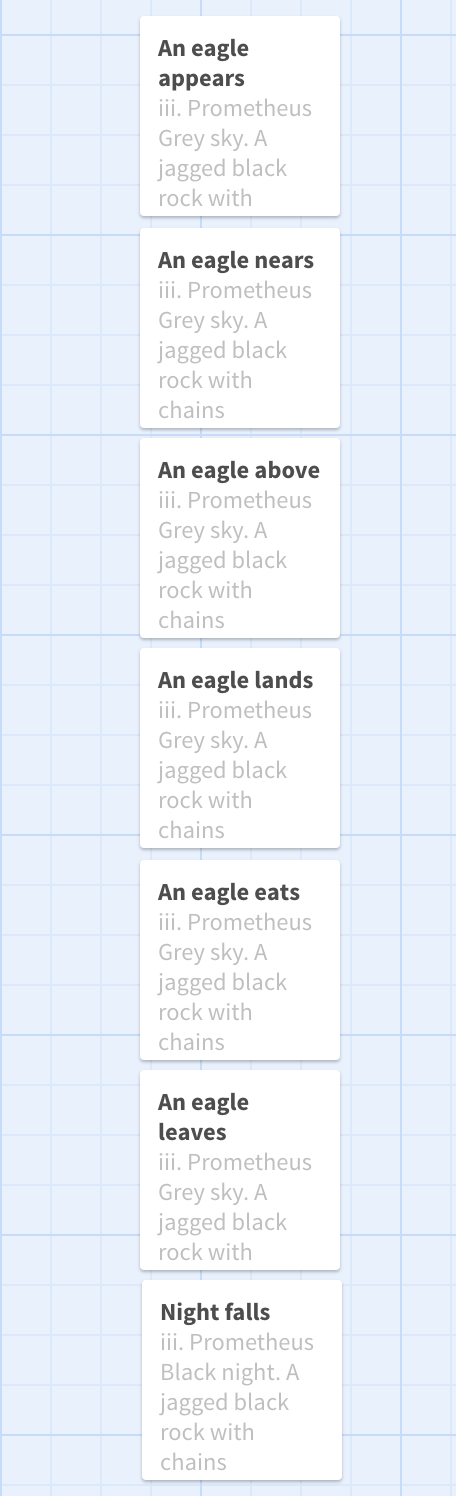 An eagle
appears
iii. Prometheus
Grey sky. A
jagged black
rock with
An eagle nears
iii. Prometheus
Grey sky. A
jagged black
rock with
chains
An eagle above
iii. Prometheus
Grey sky. A
jagged black
rock with
chains
An eagle lands
iii. Prometheus
Grey sky. A
jagged black
rock with
chains
An eagle eats
iii. Prometheus
Grey sky. A
jagged black
rock with
chains
An eagle
leaves
iii. Prometheus
Grey sky. A
jagged black
rock with
Night falls
iii. Prometheus
Black night. A
jagged black
rock with
chains